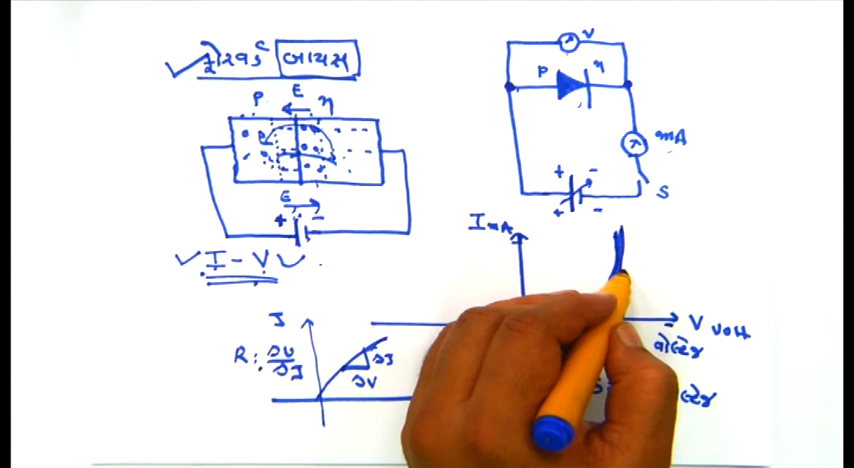 ફોરવર્ડ બાયસ
P E n
E
+ -
I - V
V
P n
mA
+ -
+ -
S
I mA
V volt
વોલ્ટેજ
I
R : ΔV/ΔI
ΔI
ΔV